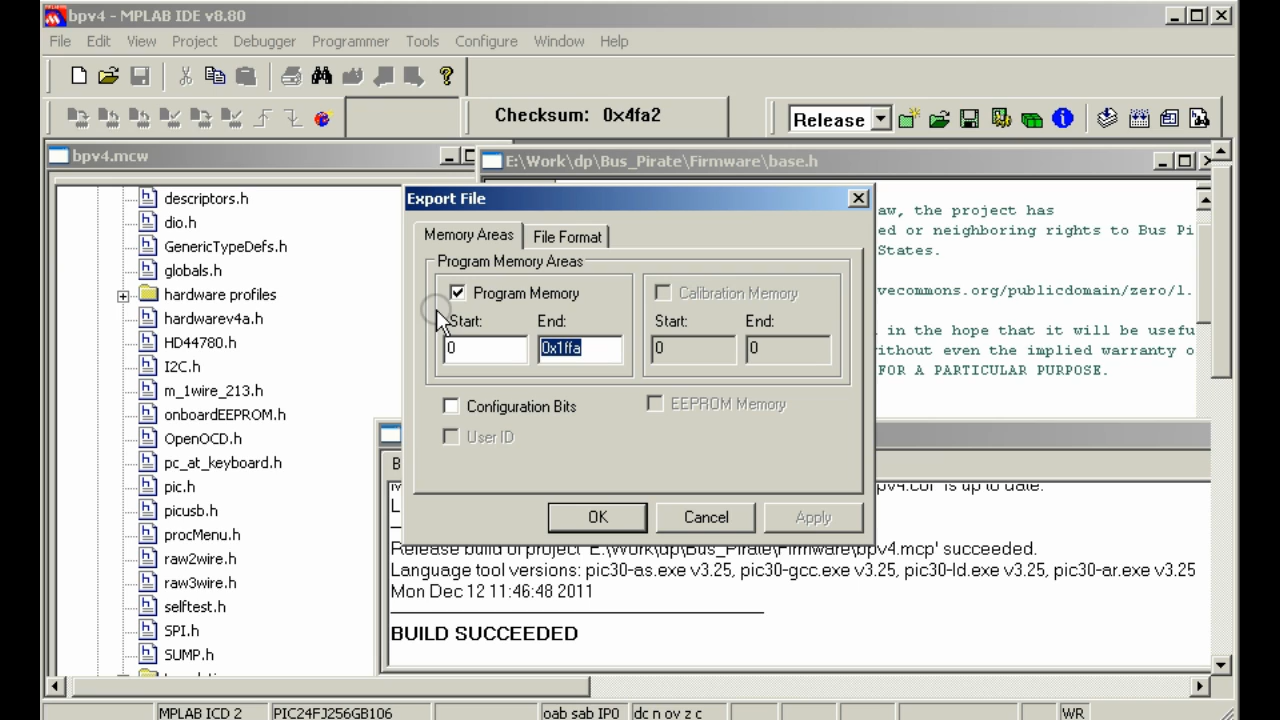 bpv4 - MPLAB IDE v8.80
File Edit View Project Debugger Programmer Tools Configure Window Help
Checksum: 0x4fa2
Release
bpv4.mcw
E:\Work\dp\Bus_Pirate\Firmware\base.h
descriptors.h
dio.h
GenericTypeDefs.h
globals.h
hardware profiles
hardwarev4a.h
HD44780.h
I2C.h
m_1wire_213.h
onboardEEPROM.h
OpenOCD.h
pc_at_keyboard.h
pic.h
picusb.h
procMenu.h
raw2wire.h
raw3wire.h
selftest.h
SPI.h
SUMP.h
aw, the project has
ed or neighboring rights to Bus Pi
States.
vecommons.org/publicdomain/zero/1.
in the hope that it will be usefu
ithout even the implied warranty o
FOR A PARTICULAR PURPOSE.
Export File
Memory Areas File Format
Program Memory Areas
Program Memory
Start: End:
0 0x1ffa
Calibration Memory
Start: End:
0 0
Configuration Bits
EEPROM Memory
User ID
OK Cancel Apply
B
bpv4.cof' is up to date.
L
Release build of project 'E:\Work\dp\Bus_Pirate\Firmware\bpv4.mcp' succeeded.
Language tool versions: pic30-as.exe v3.25, pic30-gcc.exe v3.25, pic30-ld.exe v3.25, pic30-ar.exe v3.25
Mon Dec 12 11:46:48 2011
BUILD SUCCEEDED
MPLAB ICD 2 PIC24FJ256GB106 oab sab IP0 dc n ov z c WR